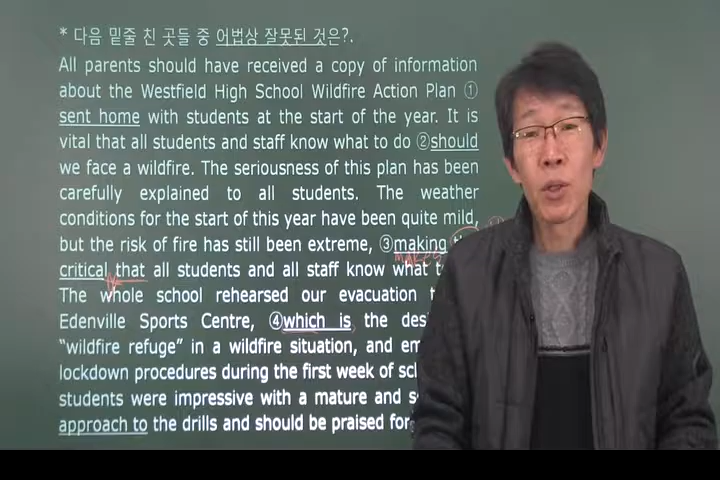 * 다음 밑줄 친 곳들 중 어법상 잘못된 것은?.
All parents should have received a copy of information
about the Westfield High School Wildfire Action Plan ①
sent home with students at the start of the year. It is
vital that all students and staff know what to do ②should
we face a wildfire. The seriousness of this plan has been
carefully explained to all students. The weather
conditions for the start of this year have been quite mild,
but the risk of fire has still been extreme, ③making
makes
critical that all students and all staff know what
The whole school rehearsed our evacuation
Edenville Sports Centre, ④which is the
"wildfire refuge" in a wildfire situation, and
lockdown procedures during the first week of
students were impressive with a mature and
approach to the drills and should be praised for